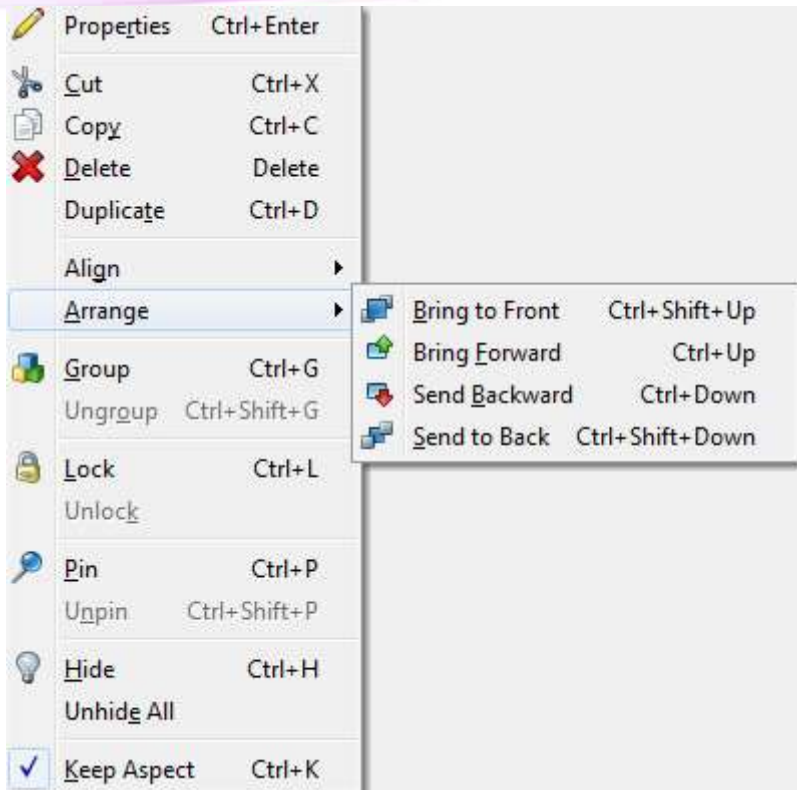 Properties Ctrl+Enter
Cut Ctrl+X
Copy Ctrl+C
Delete Delete
Duplicate Ctrl+D
Align
Arrange
Bring to Front Ctrl+Shift+Up
Bring Forward Ctrl+Up
Send Backward Ctrl+Down
Send to Back Ctrl+Shift+Down
Group Ctrl+G
Ungroup Ctrl+Shift+G
Lock Ctrl+L
Unlock
Pin Ctrl+P
Unpin Ctrl+Shift+P
Hide Ctrl+H
Unhide All
Keep Aspect Ctrl+K